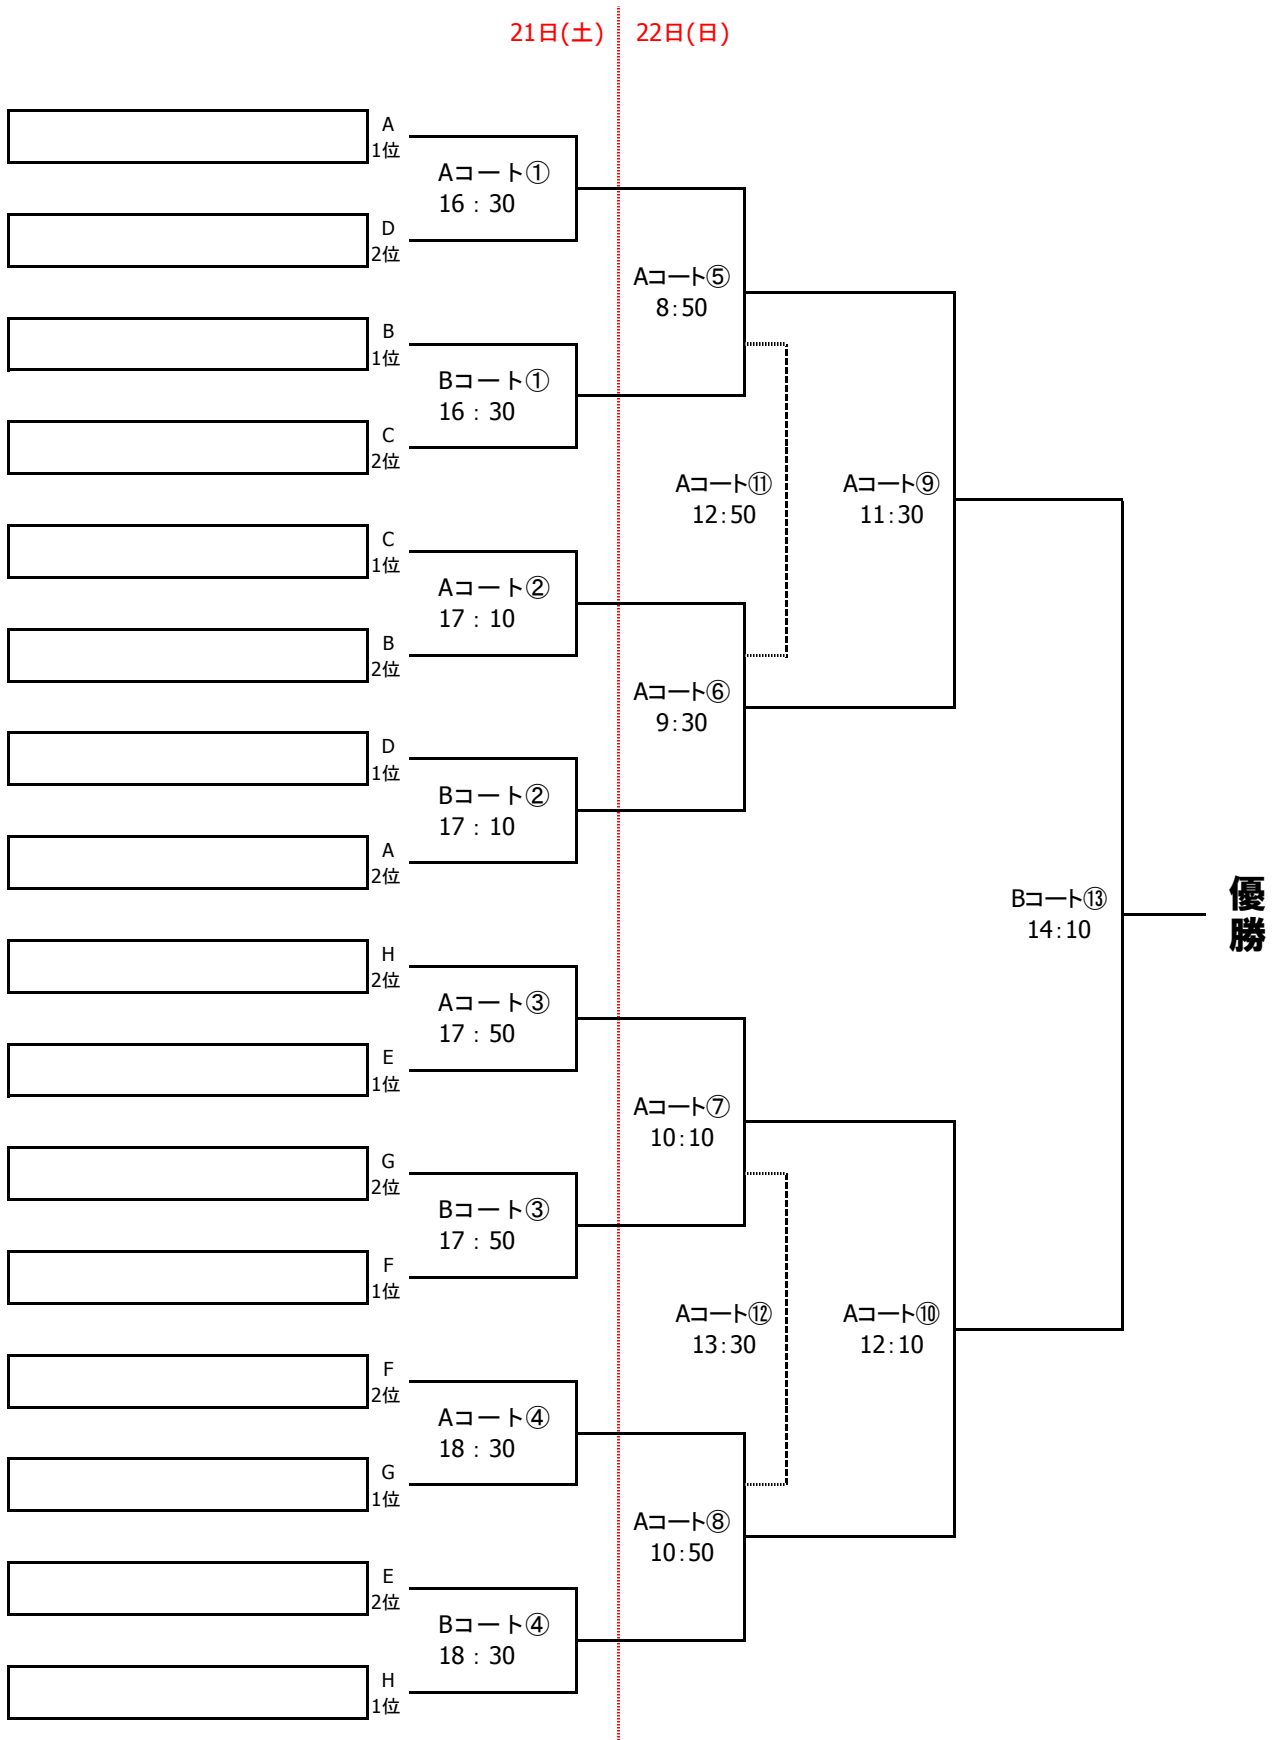 21日(土)
22日(日)
A
1位
Aコート①
16：30
D
2位
Aコート⑤
8:50
B
1位
Bコート①
16：30
C
2位
Aコート⑪
12:50
Aコート⑨
11:30
C
1位
Aコート②
17：10
B
2位
Aコート⑥
9:30
D
1位
Bコート②
17：10
A
2位
Bコート⑬
14:10
優勝
H
2位
Aコート③
17：50
E
1位
Aコート⑦
10:10
G
2位
Bコート③
17：50
F
1位
Aコート⑫
13:30
Aコート⑩
12:10
F
2位
Aコート④
18：30
G
1位
Aコート⑧
10:50
E
2位
Bコート④
18：30
H
1位